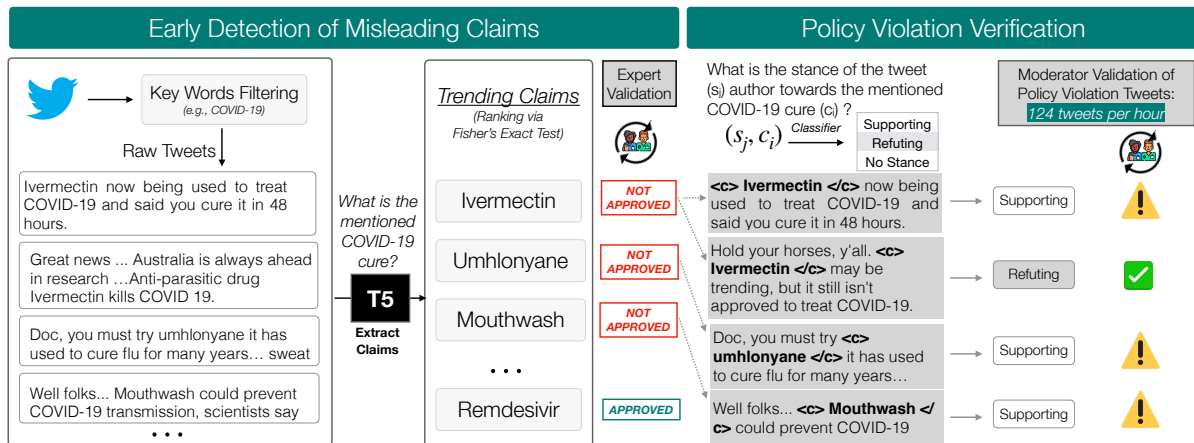 Early Detection of Misleading Claims
Policy Violation Verification
Key Words Filtering
(e.g., COVID-19)
Raw Tweets
Ivermectin now being used to treat
COVID-19 and said you cure it in 48
hours.
Great news ... Australia is always ahead
in research …Anti-parasitic drug
Ivermectin kills COVID 19.
Doc, you must try umhlonyane it has
used to cure flu for many years… sweat
Well folks... Mouthwash could prevent
COVID-19 transmission, scientists say
• • •
What is the
mentioned
COVID-19
cure?
T5
Extract
Claims
Trending Claims
(Ranking via
Fisher's Exact Test)
Ivermectin
Umhlonyane
Mouthwash
• • •
Remdesivir
Expert
Validation
NOT
APPROVED
NOT
APPROVED
NOT
APPROVED
APPROVED
What is the stance of the tweet
(sⱼ) author towards the mentioned
COVID-19 cure (cᵢ) ?
(sⱼ, cᵢ)
Classifier
Supporting
Refuting
No Stance
<c> Ivermectin </c> now being
used to treat COVID-19 and
said you cure it in 48 hours.
Hold your horses, y'all. <c>
Ivermectin </c> may be
trending, but it still isn't
approved to treat COVID-19.
Doc, you must try <c>
umhlonyane </c> it has used
to cure flu for many years…
Well folks... <c> Mouthwash </
c> could prevent COVID-19
Moderator Validation of
Policy Violation Tweets:
124 tweets per hour
Supporting
Refuting
Supporting
Supporting